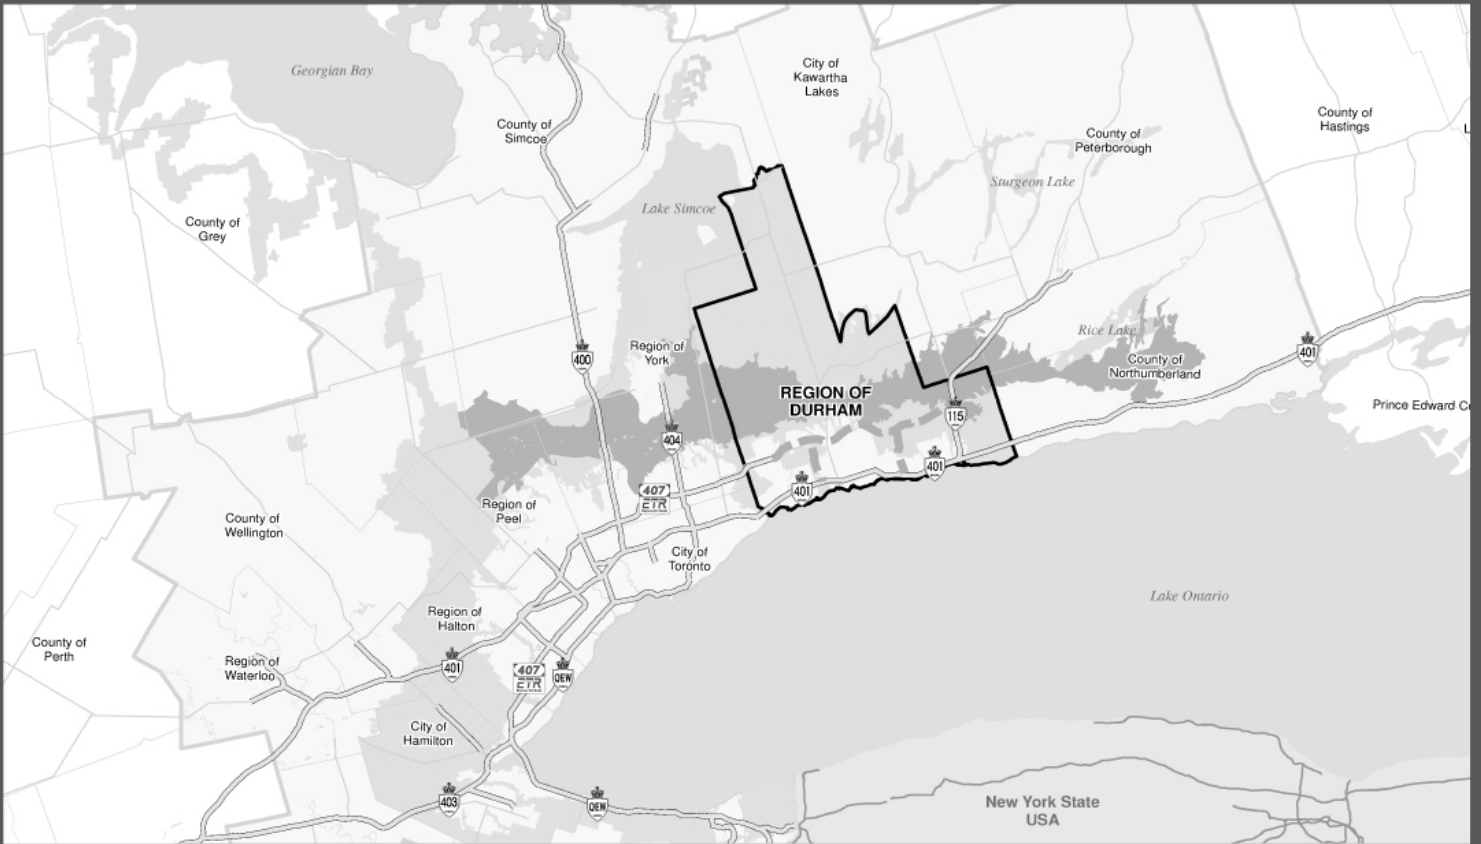 Georgian Bay
City of
Kawartha
Lakes
County of
Simcoe
County of
Hastings
County of
Peterborough
Sturgeon Lake
Lake Simcoe
County of
Grey
Rice Lake
Region of
York
400
401
County of
Northumberland
REGION OF
DURHAM
Prince Edward C
115
404
401
401
407
ETR
Region of
Peel
County of
Wellington
City of
Toronto
Lake Ontario
Region of
Halton
County of
Perth
Region of
Waterloo
401
407
ETR
QEW
City of
Hamilton
403
QEW
New York State
USA